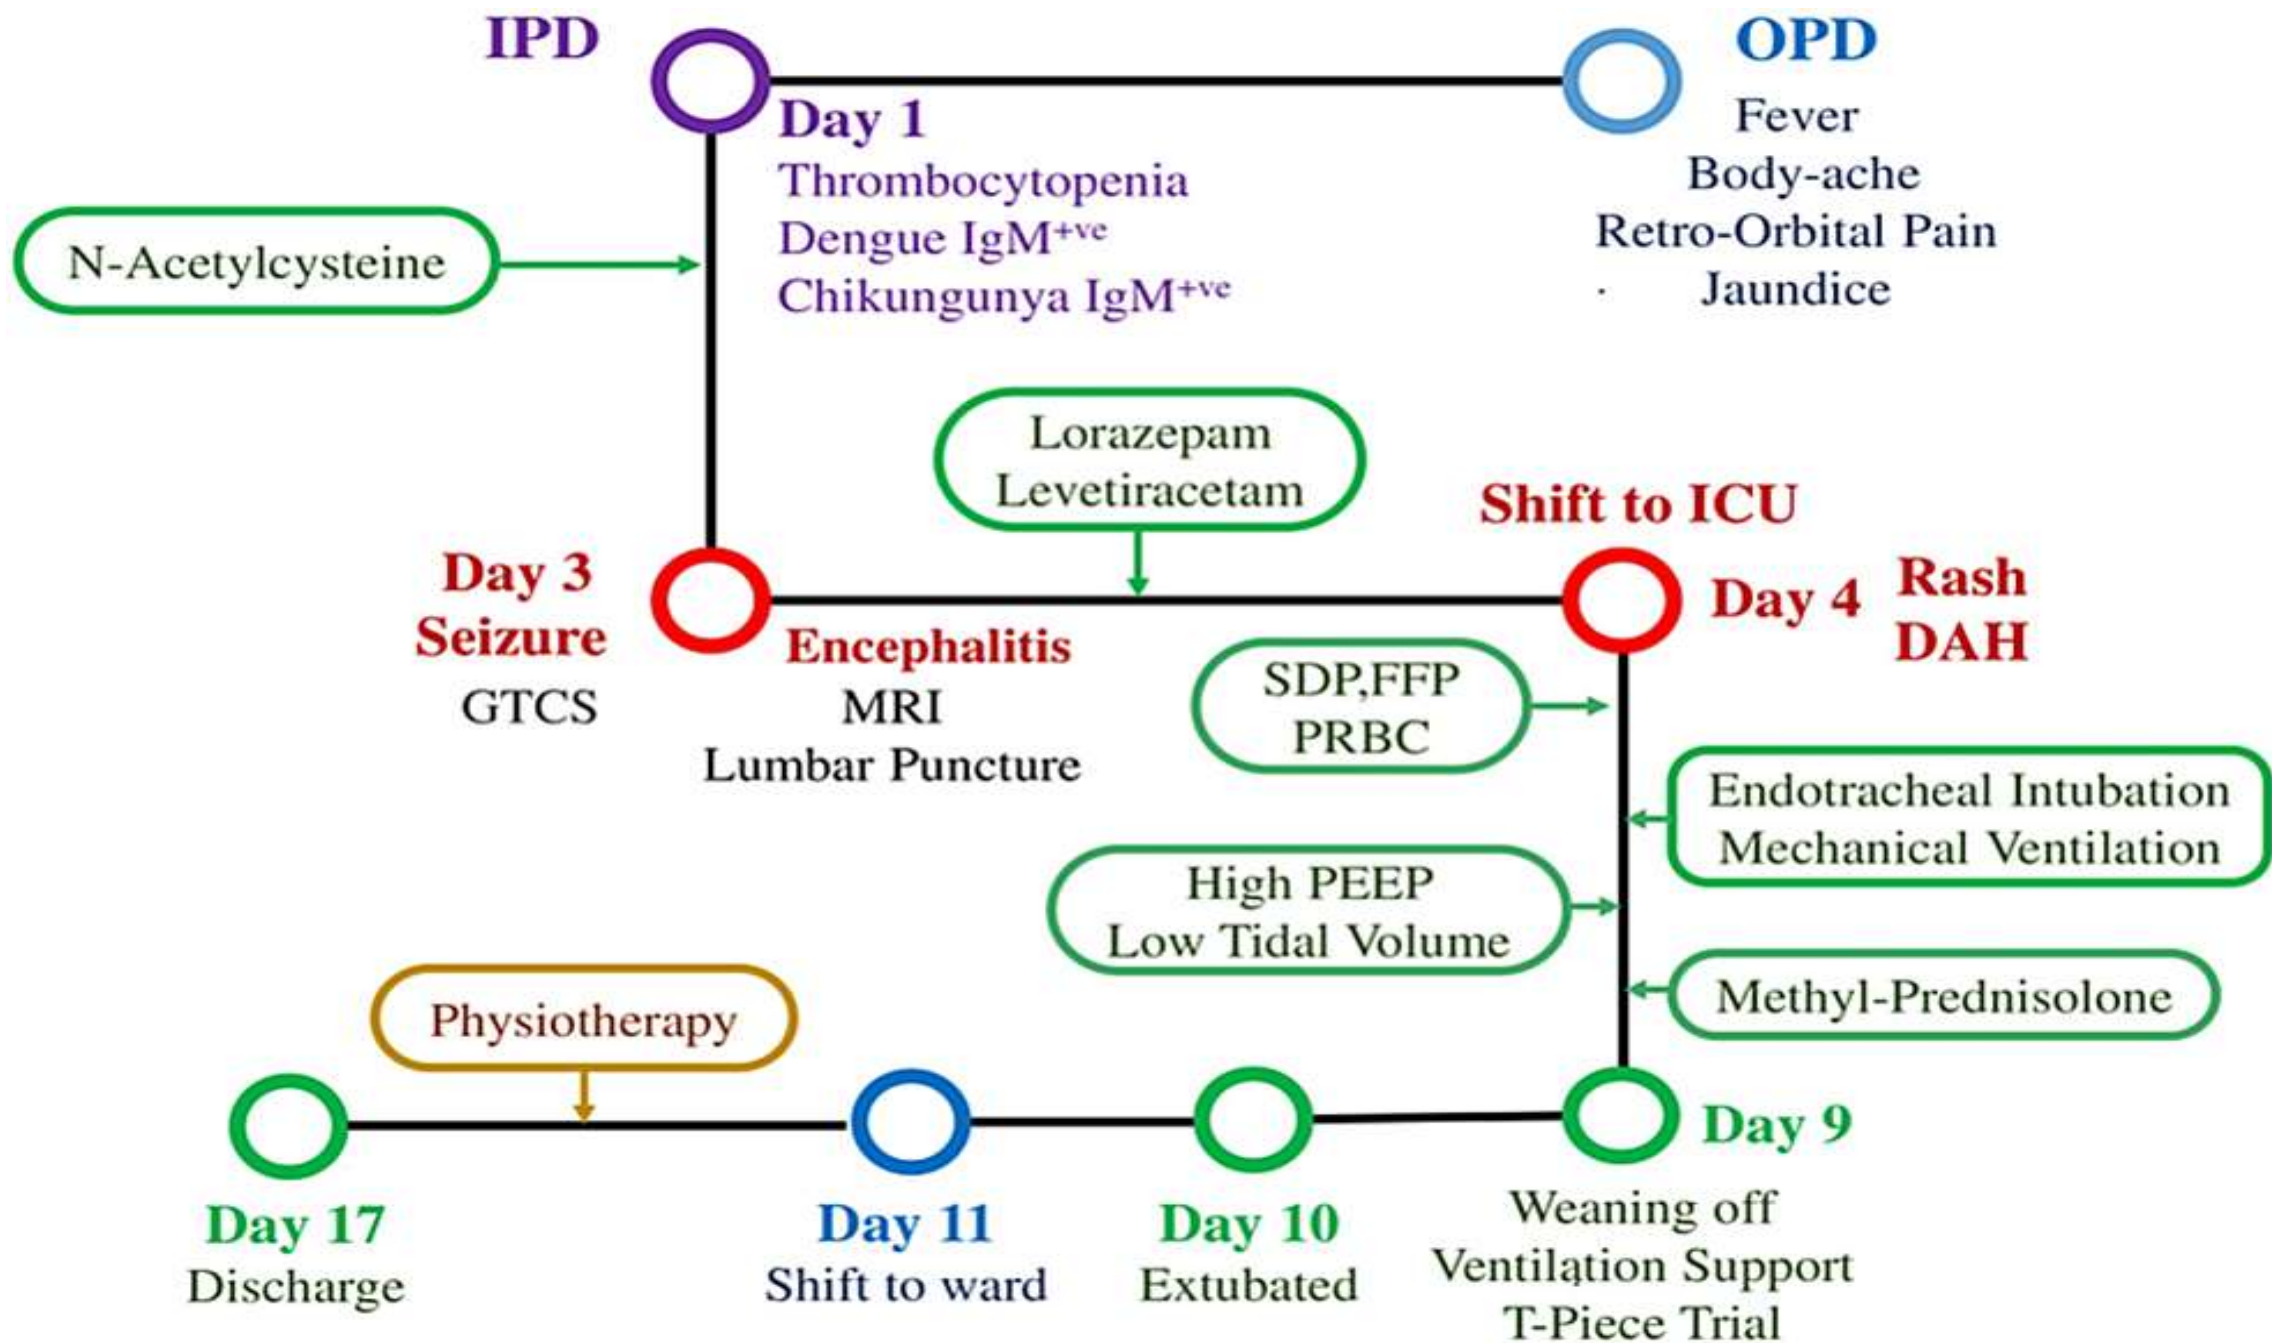 IPD
OPD
Fever
Body-ache
Retro-Orbital Pain
Jaundice
Day 1
Thrombocytopenia
Dengue IgM+ve
Chikungunya IgM+ve
N-Acetylcysteine
Day 3
Seizure
GTCS
Encephalitis
MRI
Lumbar Puncture
Lorazepam
Levetiracetam
Shift to ICU
Day 4
Rash
DAH
SDP,FFP
PRBC
Endotracheal Intubation
Mechanical Ventilation
High PEEP
Low Tidal Volume
Methyl-Prednisolone
Day 9
Weaning off
Ventilation Support
T-Piece Trial
Day 10
Extubated
Day 11
Shift to ward
Physiotherapy
Day 17
Discharge